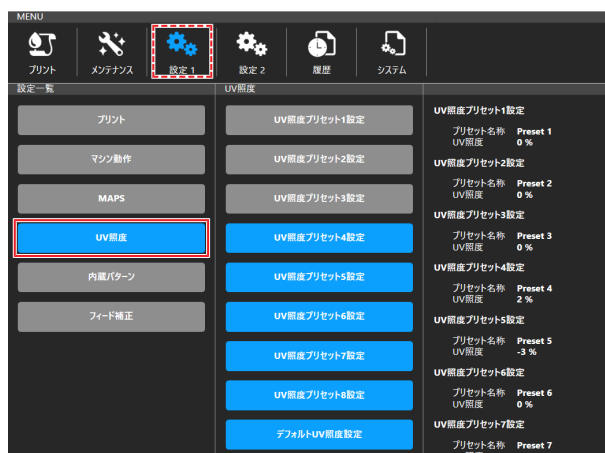 MENU
プリント
メンテナンス
設定 1
設定 2
履歴
システム
設定一覧
UV照度
プリント
マシン動作
MAPS
UV照度
内蔵パターン
フィード補正
UV照度プリセット1設定
UV照度プリセット2設定
UV照度プリセット3設定
UV照度プリセット4設定
UV照度プリセット5設定
UV照度プリセット6設定
UV照度プリセット7設定
UV照度プリセット8設定
デフォルトUV照度設定
UV照度プリセット1設定
プリセット名称 Preset 1
UV照度 0 %
UV照度プリセット2設定
プリセット名称 Preset 2
UV照度 0 %
UV照度プリセット3設定
プリセット名称 Preset 3
UV照度 0 %
UV照度プリセット4設定
プリセット名称 Preset 4
UV照度 2 %
UV照度プリセット5設定
プリセット名称 Preset 5
UV照度 -3 %
UV照度プリセット6設定
プリセット名称 Preset 6
UV照度 0 %
UV照度プリセット7設定
プリセット名称 Preset 7